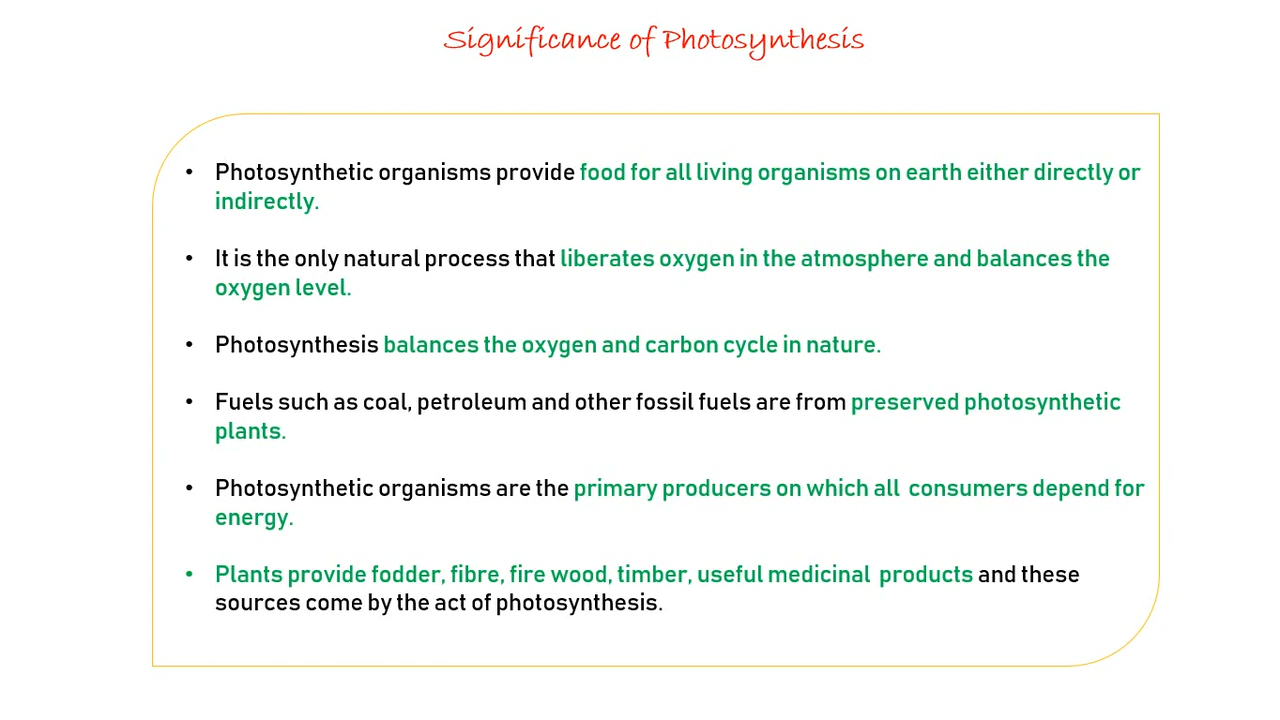 Significance of Photosynthesis
• Photosynthetic organisms provide food for all living organisms on earth either directly or
indirectly.
• It is the only natural process that liberates oxygen in the atmosphere and balances the
oxygen level.
• Photosynthesis balances the oxygen and carbon cycle in nature.
• Fuels such as coal, petroleum and other fossil fuels are from preserved photosynthetic
plants.
• Photosynthetic organisms are the primary producers on which all  consumers depend for
energy.
• Plants provide fodder, fibre, fire wood, timber, useful medicinal  products and these
sources come by the act of photosynthesis.